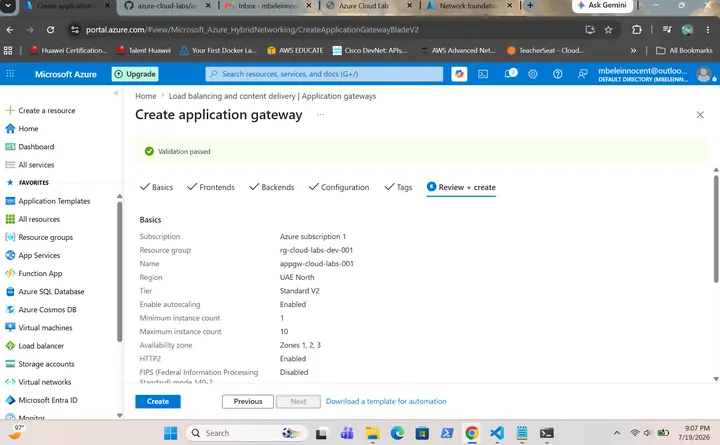 Create a
azure-cloud-labs/a
Inbox - mbeleinnocent@
Azure Cloud Lab
Network foundation
Ask Gemini
portal.azure.com/#view/Microsoft_Azure_HybridNetworking/CreateApplicationGatewayBladeV2
Huawei Certification...
Talent Huawei
Your First Docker La...
AWS EDUCATE
Cisco DevNet: APIs,...
AWS Advanced Net...
TeacherSeat - Cloud...
All Bookmarks
Microsoft Azure
Upgrade
Search resources, services, and docs (G+/)
1
mbeleinnocent@outloo...
DEFAULT DIRECTORY (MBELEINNOCENT...
Create a resource
Home
Dashboard
All services
FAVORITES
Application Templates
All resources
Resource groups
App Services
Function App
Azure SQL Database
Azure Cosmos DB
Virtual machines
Load balancer
Storage accounts
Virtual networks
Microsoft Entra ID
Monitor
Home > Load balancing and content delivery | Application gateways
Create application gateway ...
Validation passed
Basics
Frontends
Backends
Configuration
Tags
6 Review + create
Basics
Subscription Azure subscription 1
Resource group rg-cloud-labs-dev-001
Name appgw-cloud-labs-001
Region UAE North
Tier Standard V2
Enable autoscaling Enabled
Minimum instance count 1
Maximum instance count 10
Availability zone Zones 1, 2, 3
HTTP2 Enabled
FIPS (Federal Information Processing Disabled
Standard) mode 140-2
Create
Previous
Next
Download a template for automation
97°
Search
9:07 PM
7/19/2026